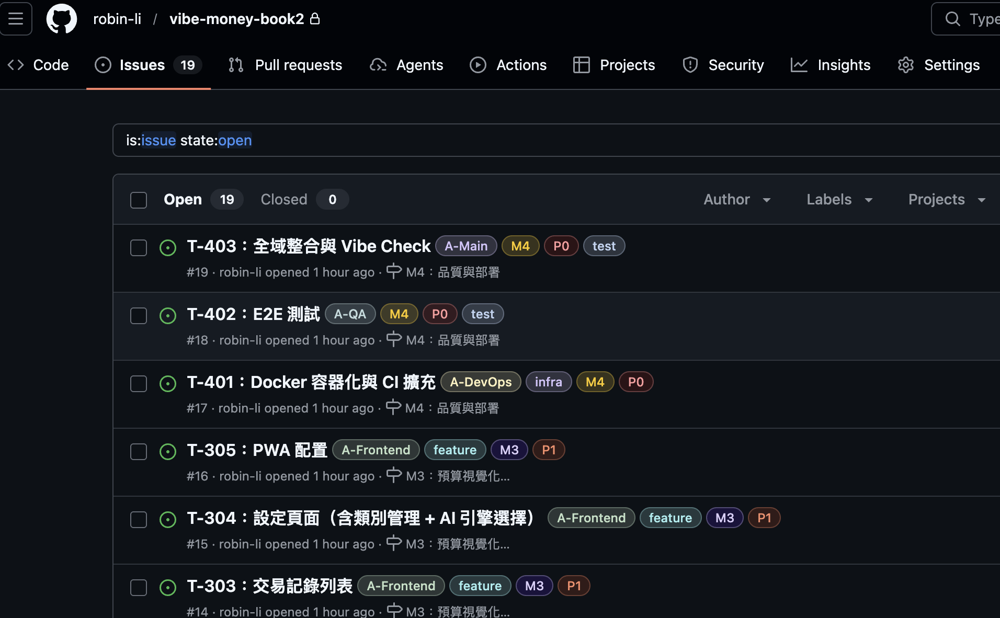 robin-li / vibe-money-book2
Type
Code Issues 19 Pull requests Agents Actions Projects Security Insights Settings
is:issue state:open
Open 19 Closed 0 Author Labels Projects
T-403：全域整合與 Vibe Check A-Main M4 P0 test
#19 · robin-li opened 1 hour ago · M4：品質與部署
T-402：E2E 測試 A-QA M4 P0 test
#18 · robin-li opened 1 hour ago · M4：品質與部署
T-401：Docker 容器化與 CI 擴充 A-DevOps infra M4 P0
#17 · robin-li opened 1 hour ago · M4：品質與部署
T-305：PWA 配置 A-Frontend feature M3 P1
#16 · robin-li opened 1 hour ago · M3：預算視覺化...
T-304：設定頁面（含類別管理 + AI 引擎選擇） A-Frontend feature M3 P1
#15 · robin-li opened 1 hour ago · M3：預算視覺化...
T-303：交易記錄列表 A-Frontend feature M3 P1
#14 · robin-li opened 1 hour ago · M3：預算視覺化...